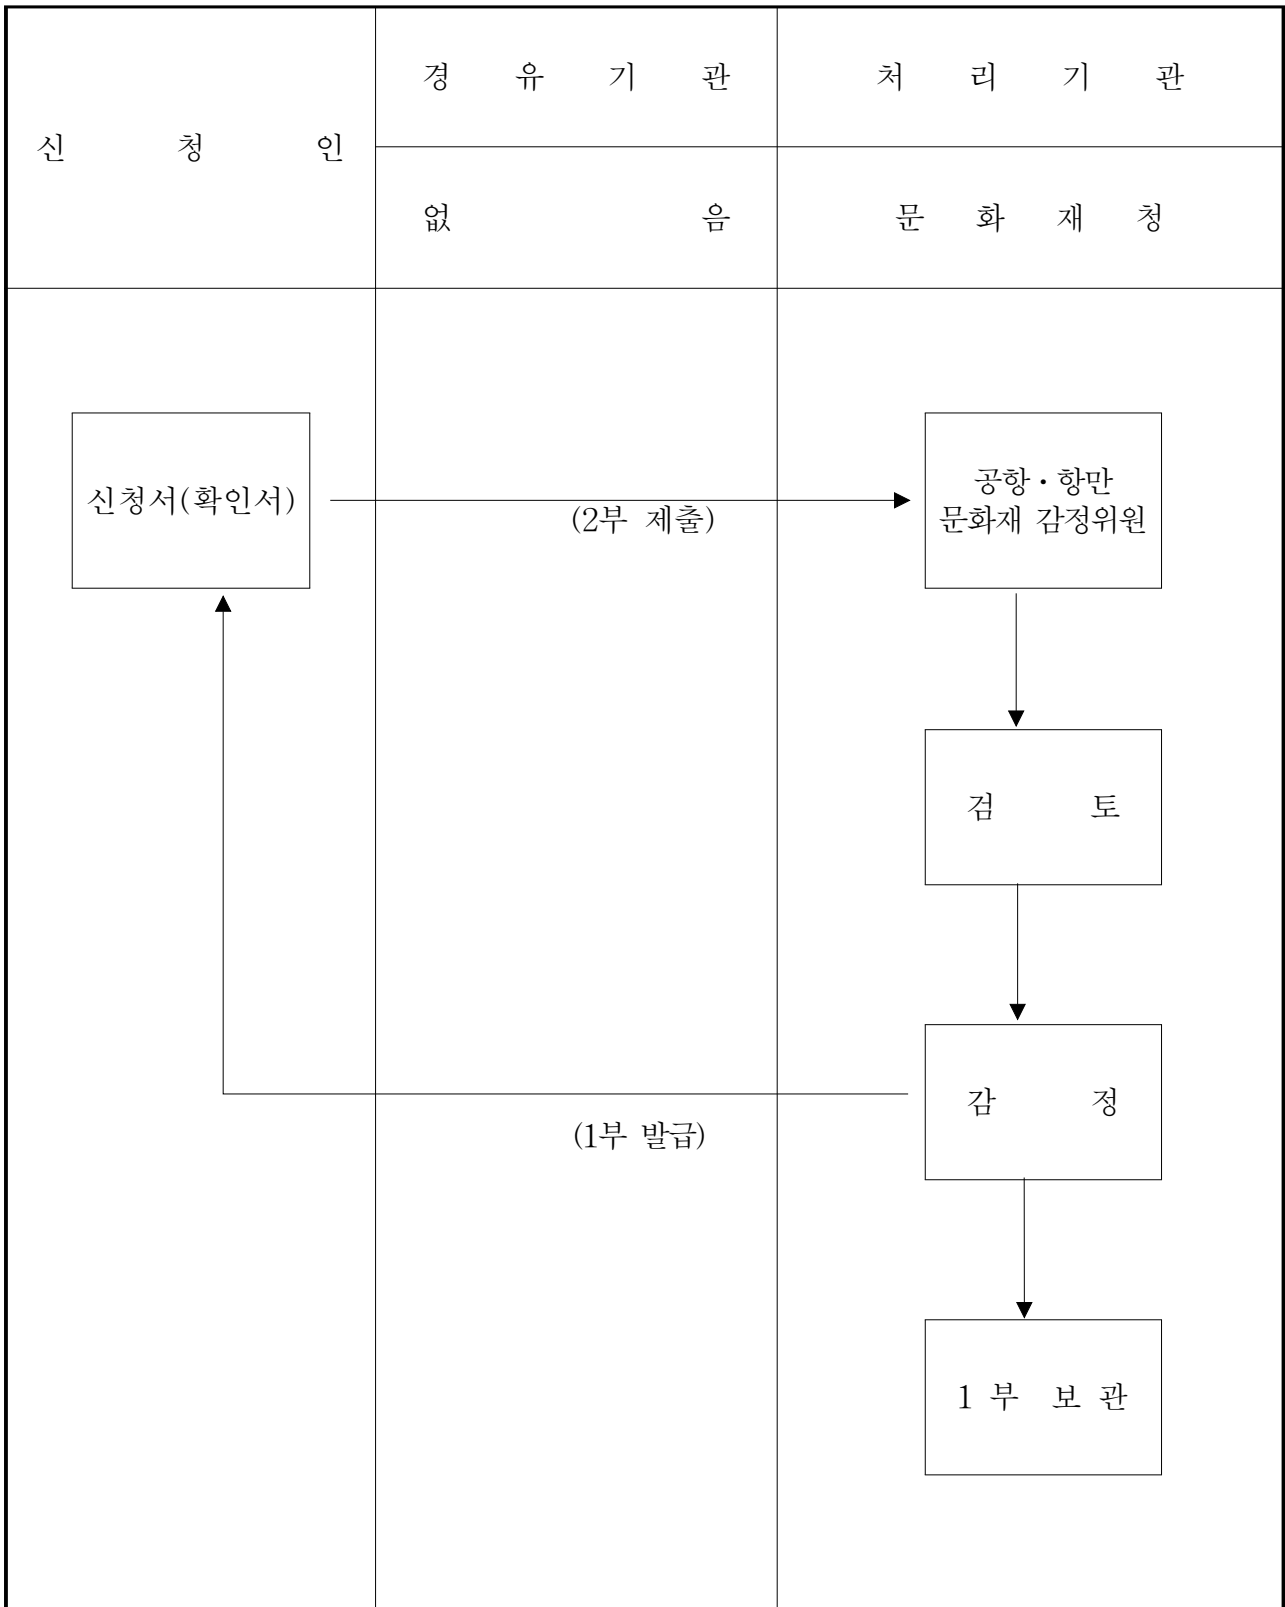 신 청 인
경 유 기 관
처 리 기 관
없 음
문 화 재 청
신청서(확인서)
(2부 제출)
공항·항만
문화재 감정위원
검 토
감 정
(1부 발급)
1 부 보 관